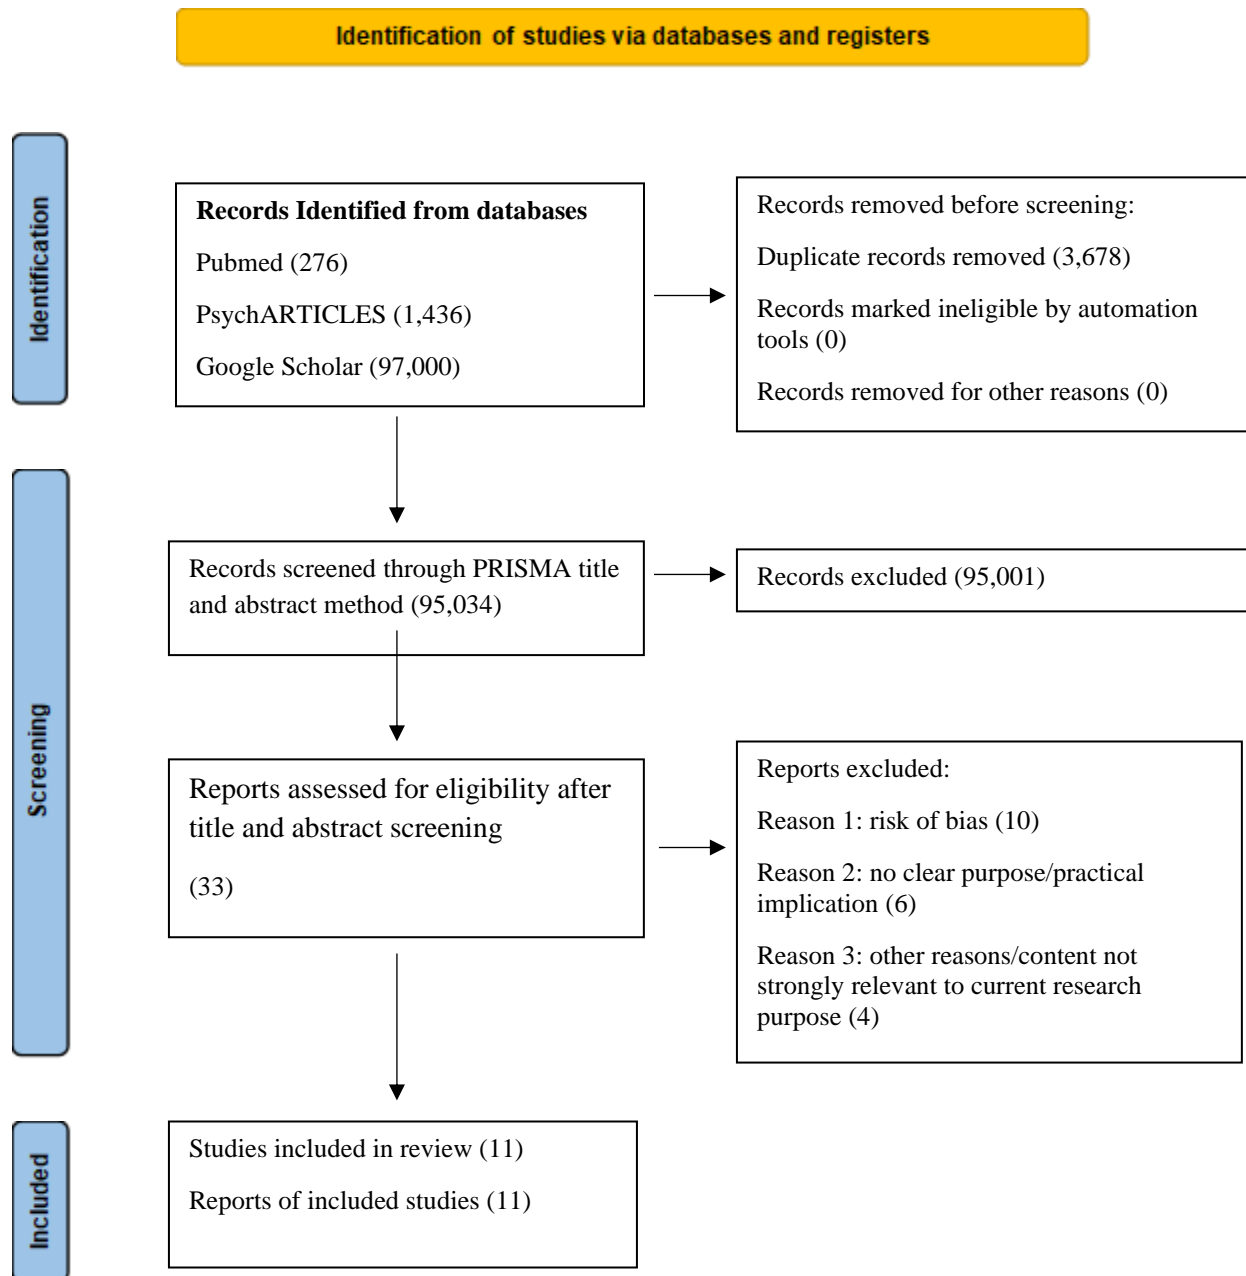 Identification of studies via databases and registers
Identification
Records Identified from databases
Pubmed (276)
PsychARTICLES (1,436)
Google Scholar (97,000)
Records removed before screening:
Duplicate records removed (3,678)
Records marked ineligible by automation
tools (0)
Records removed for other reasons (0)
Screening
Records screened through PRISMA title
and abstract method (95,034)
Records excluded (95,001)
Reports assessed for eligibility after
title and abstract screening
(33)
Reports excluded:
Reason 1: risk of bias (10)
Reason 2: no clear purpose/practical
implication (6)
Reason 3: other reasons/content not
strongly relevant to current research
purpose (4)
Included
Studies included in review (11)
Reports of included studies (11)